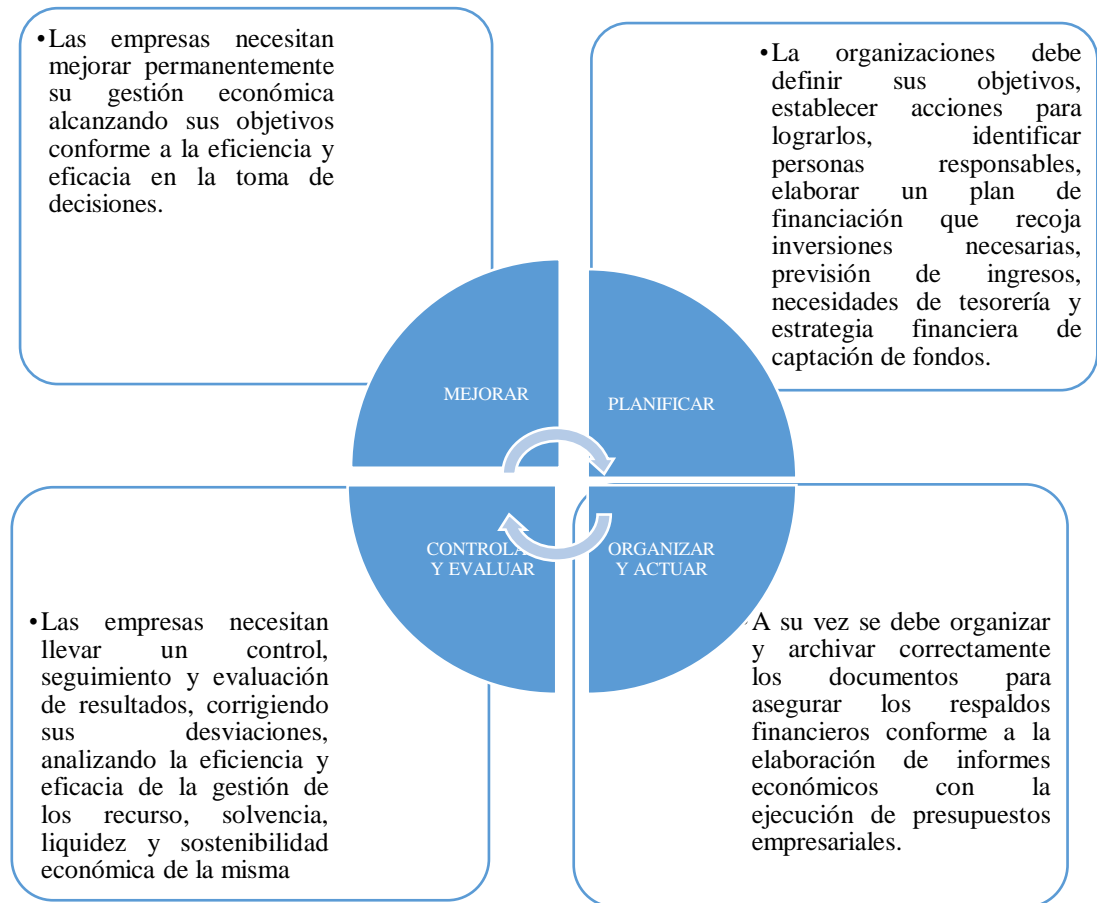 •Las empresas necesitan
mejorar permanentemente
su gestión económica
alcanzando sus objetivos
conforme a la eficiencia y
eficacia en la toma de
decisiones.
•La organizaciones debe
definir sus objetivos,
establecer acciones para
lograrlos, identificar
personas responsables,
elaborar un plan de
financiación que recoja
inversiones necesarias,
previsión de ingresos,
necesidades de tesorería y
estrategia financiera de
captación de fondos.
MEJORAR
PLANIFICAR
CONTROLA
Y EVALUAR
ORGANIZAR
Y ACTUAR
•Las empresas necesitan
llevar un control,
seguimiento y evaluación
de resultados, corrigiendo
sus desviaciones,
analizando la eficiencia y
eficacia de la gestión de
los recurso, solvencia,
liquidez y sostenibilidad
económica de la misma
A su vez se debe organizar
y archivar correctamente
los documentos para
asegurar los respaldos
financieros conforme a la
elaboración de informes
económicos con la
ejecución de presupuestos
empresariales.